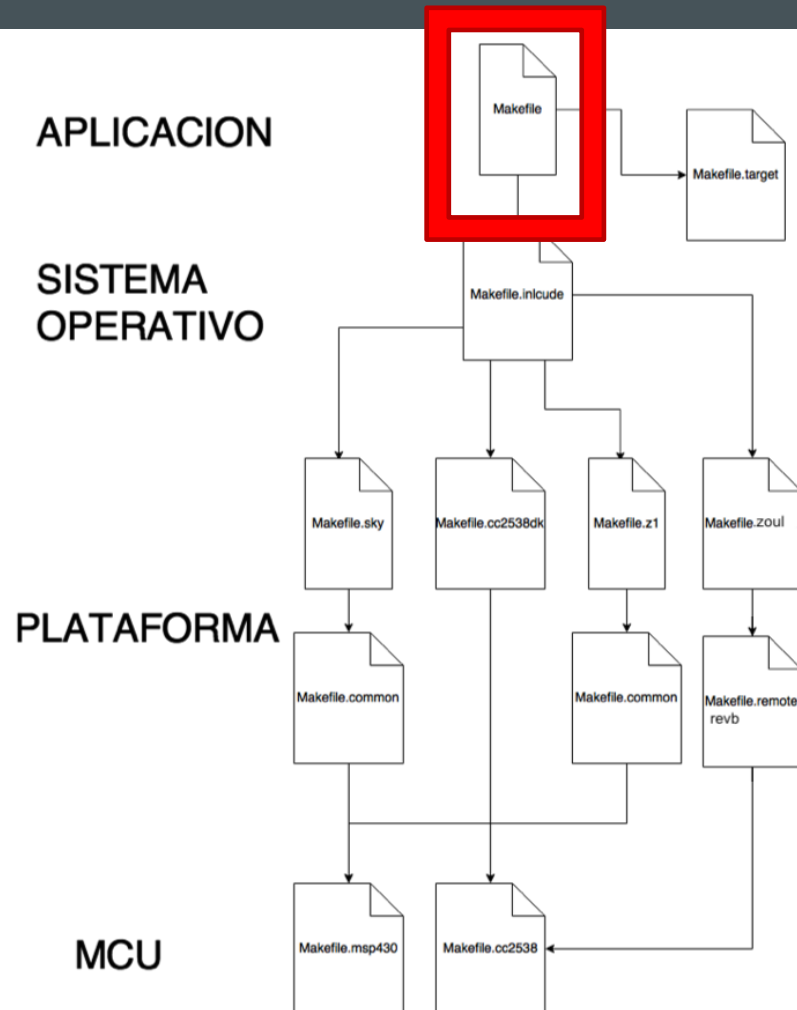 APLICACION
Makefile
Makefile.target
SISTEMA
OPERATIVO
Makefile.inlcude
Makefile.sky
Makefile.cc2538dk
Makefile.z1
Makefile.zoul
PLATAFORMA
Makefile.common
Makefile.common
Makefile.remote
revb
MCU
Makefile.msp430
Makefile.cc2538